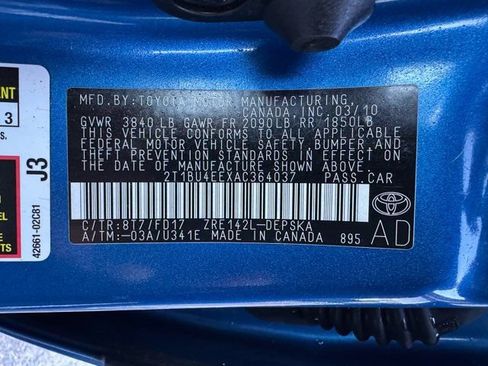 MFD.BY:TOYOTA MOTOR MANUFACTURING,
CANADA,INC. 03/10
GVWR 3840 LB GAWR FR 2090LB RR 1850LB
THIS VEHICLE CONFORMS TO ALL APPLICABLE
FEDERAL MOTOR VEHICLE SAFETY,BUMPER, AND
THEFT PREVENTION STANDARDS IN EFFECT ON
THE DATE OF MANUFACTURE SHOWN ABOVE.
2T1BU4EEXAC364037 PASS.CAR
C/TR:8T7/FD17 ZRE142L-DEPSKA
A/TM:-03A/U341E MADE IN CANADA 895
AD
3
J3
42661-02C81